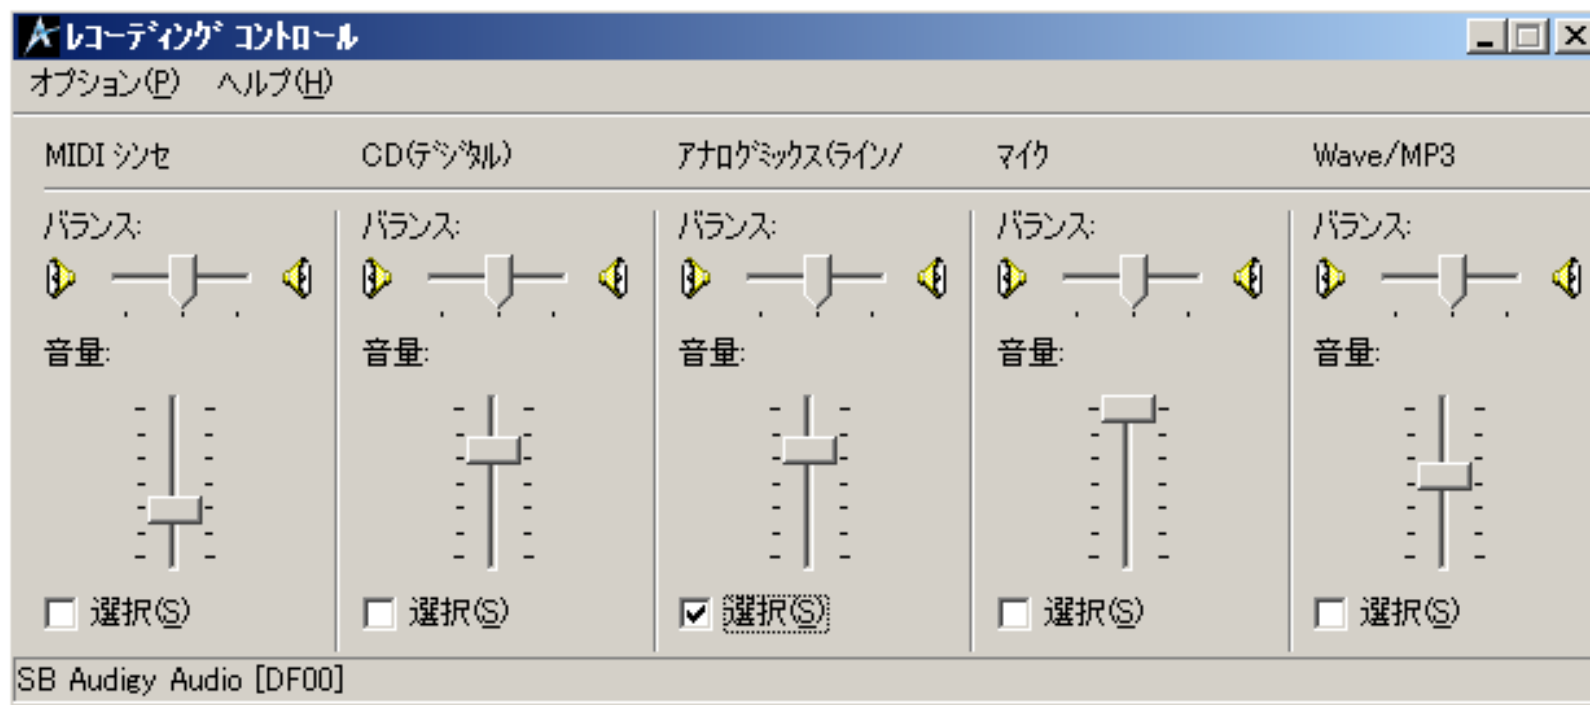 レコーディング コントロール
オプション(P) ヘルプ(H)
MIDI シンセ CD(デジタル) アナログミックス(ライン/ マイク Wave/MP3
バランス: バランス: バランス: バランス: バランス:
音量: 音量: 音量: 音量: 音量:
選択(S) 選択(S) 選択(S) 選択(S) 選択(S)
SB Audigy Audio [DF00]